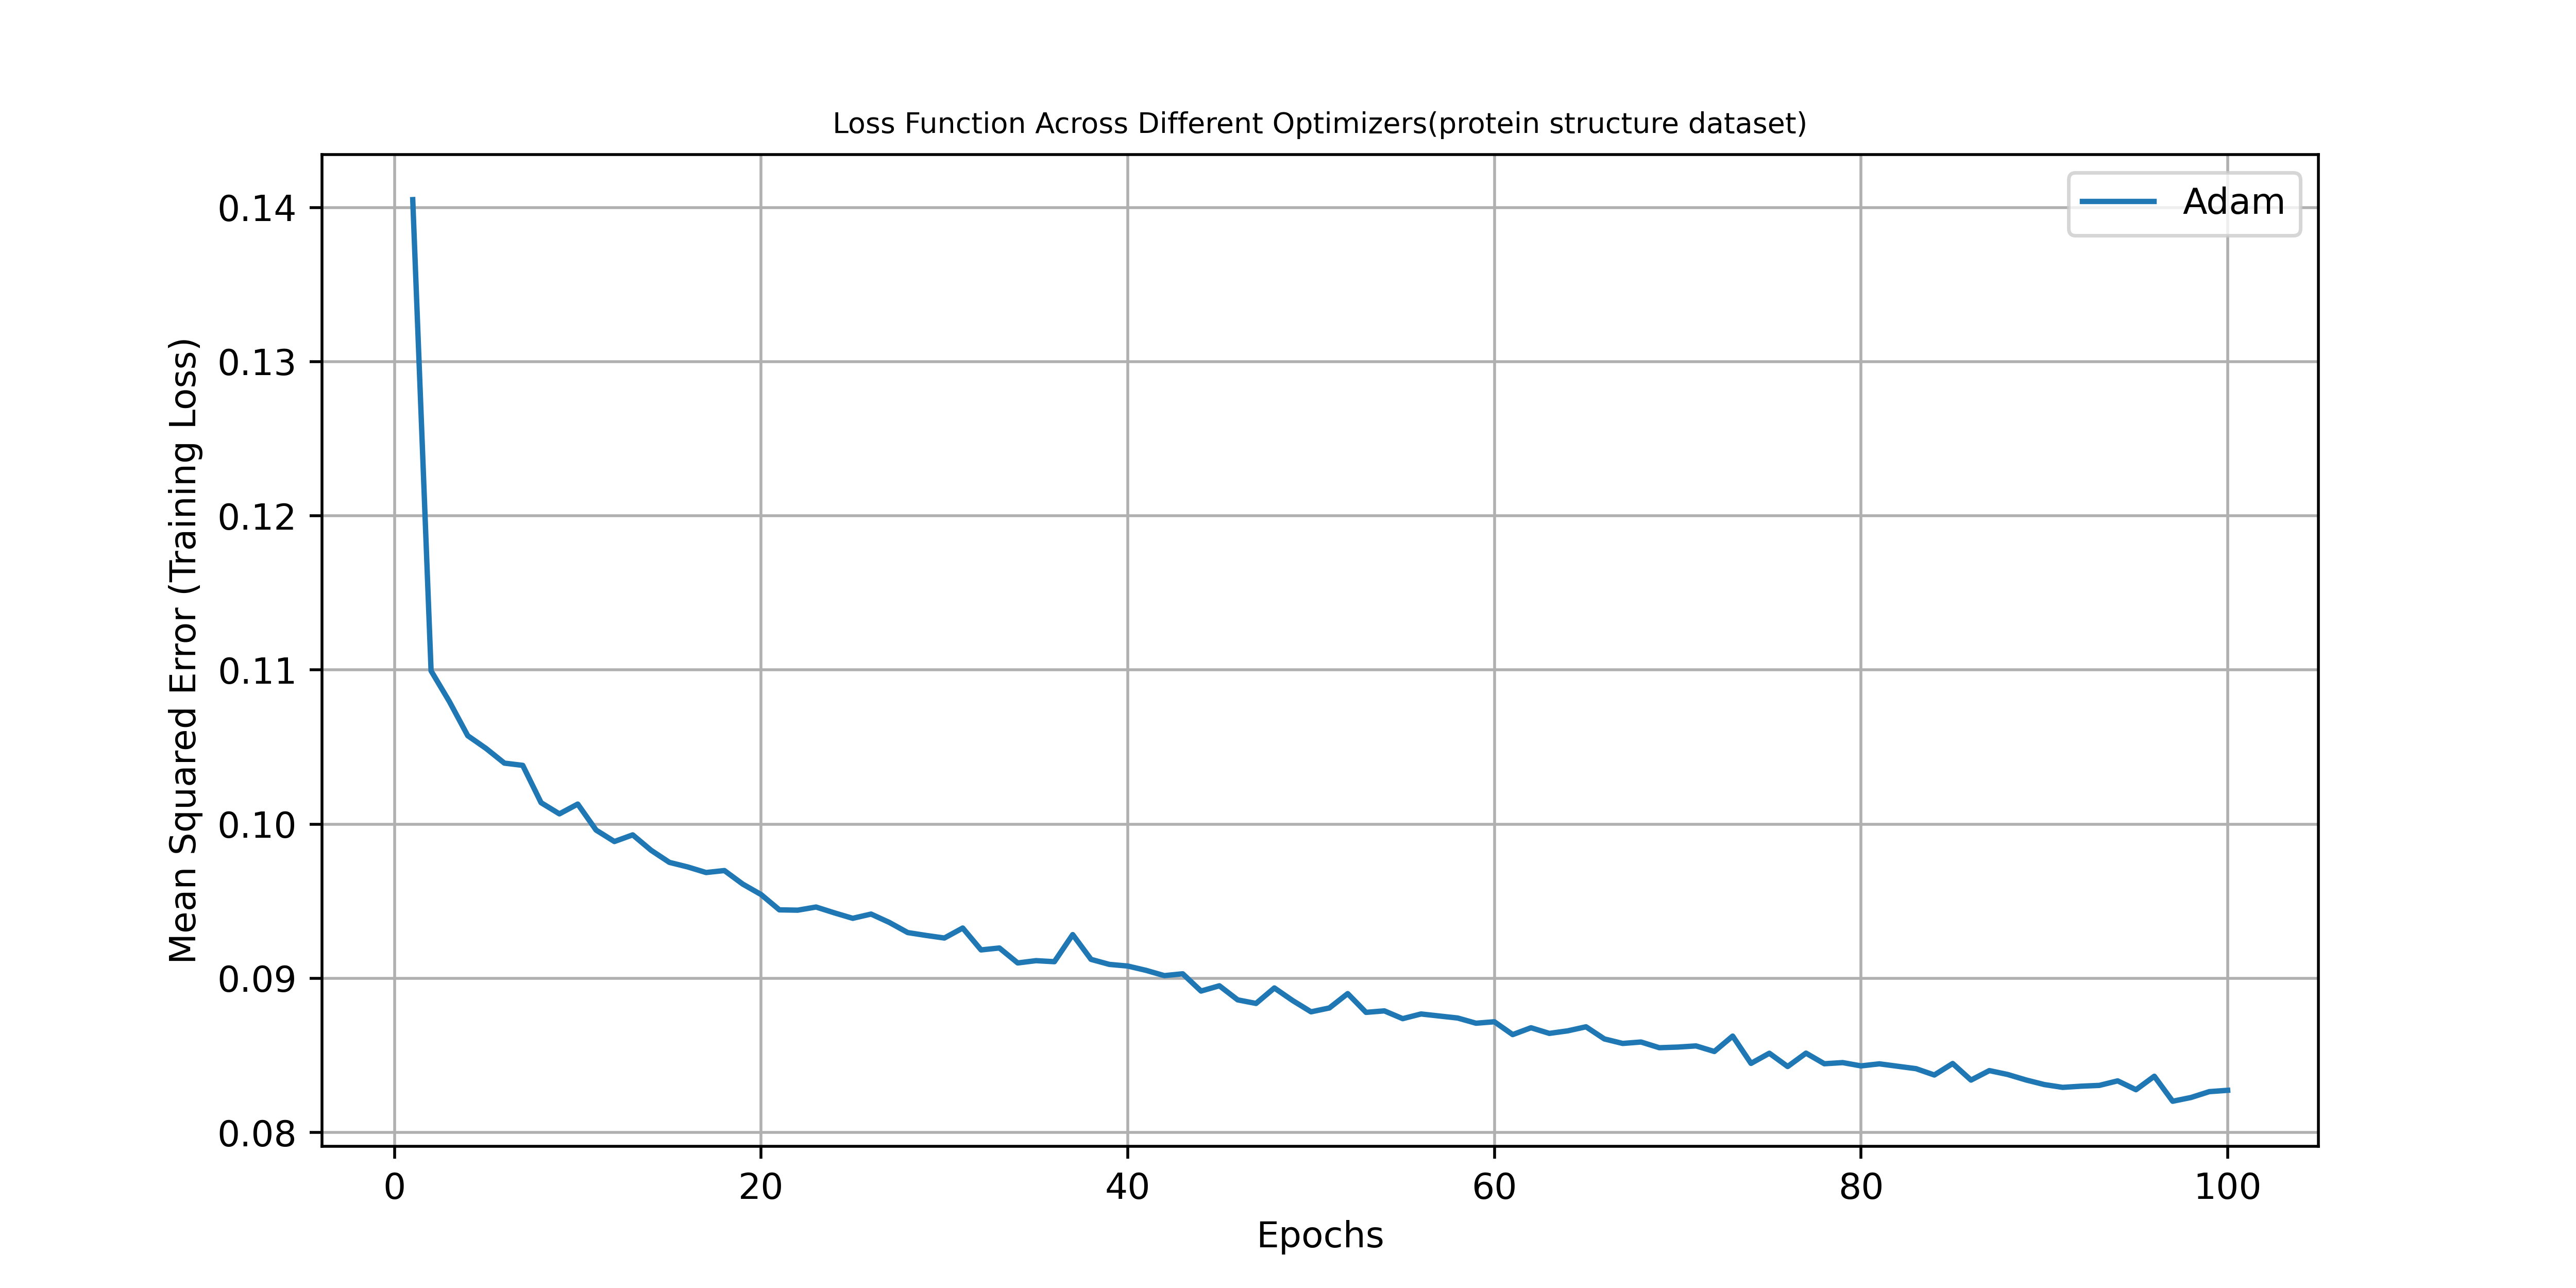 Loss Function Across Different Optimizers(protein structure dataset)
Adam
0.14
0.13
0.12
0.11
0.10
0.09
0.08
Mean Squared Error (Training Loss)
0 20 40 60 80 100
Epochs